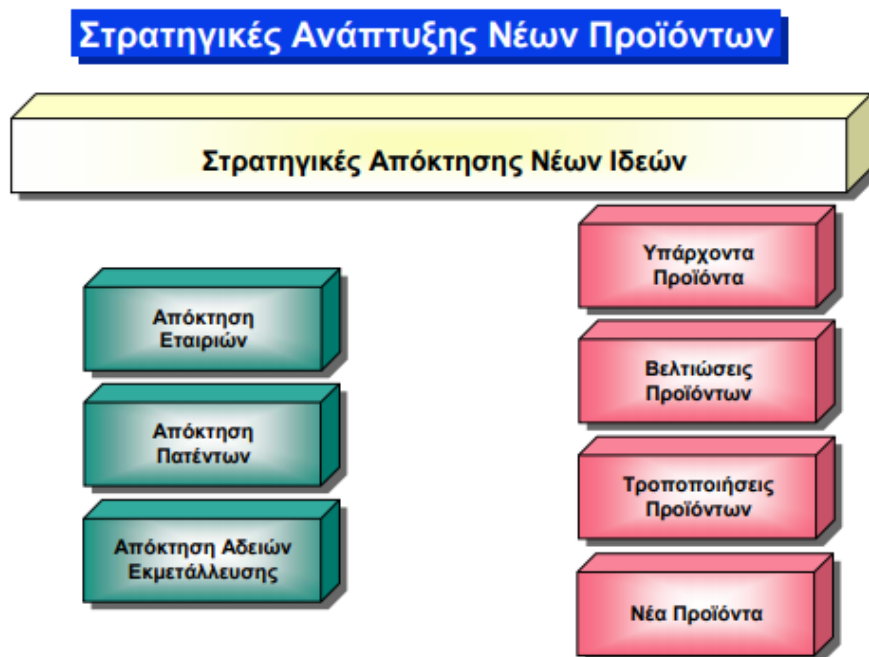 Στρατηγικές Ανάπτυξης Νέων Προϊόντων
Στρατηγικές Απόκτησης Νέων Ιδεών
Απόκτηση
Εταιριών
Απόκτηση
Πατέντων
Απόκτηση Αδειών
Εκμετάλλευσης
Υπάρχοντα
Προϊόντα
Βελτιώσεις
Προϊόντων
Τροποποιήσεις
Προϊόντων
Νέα Προϊόντα